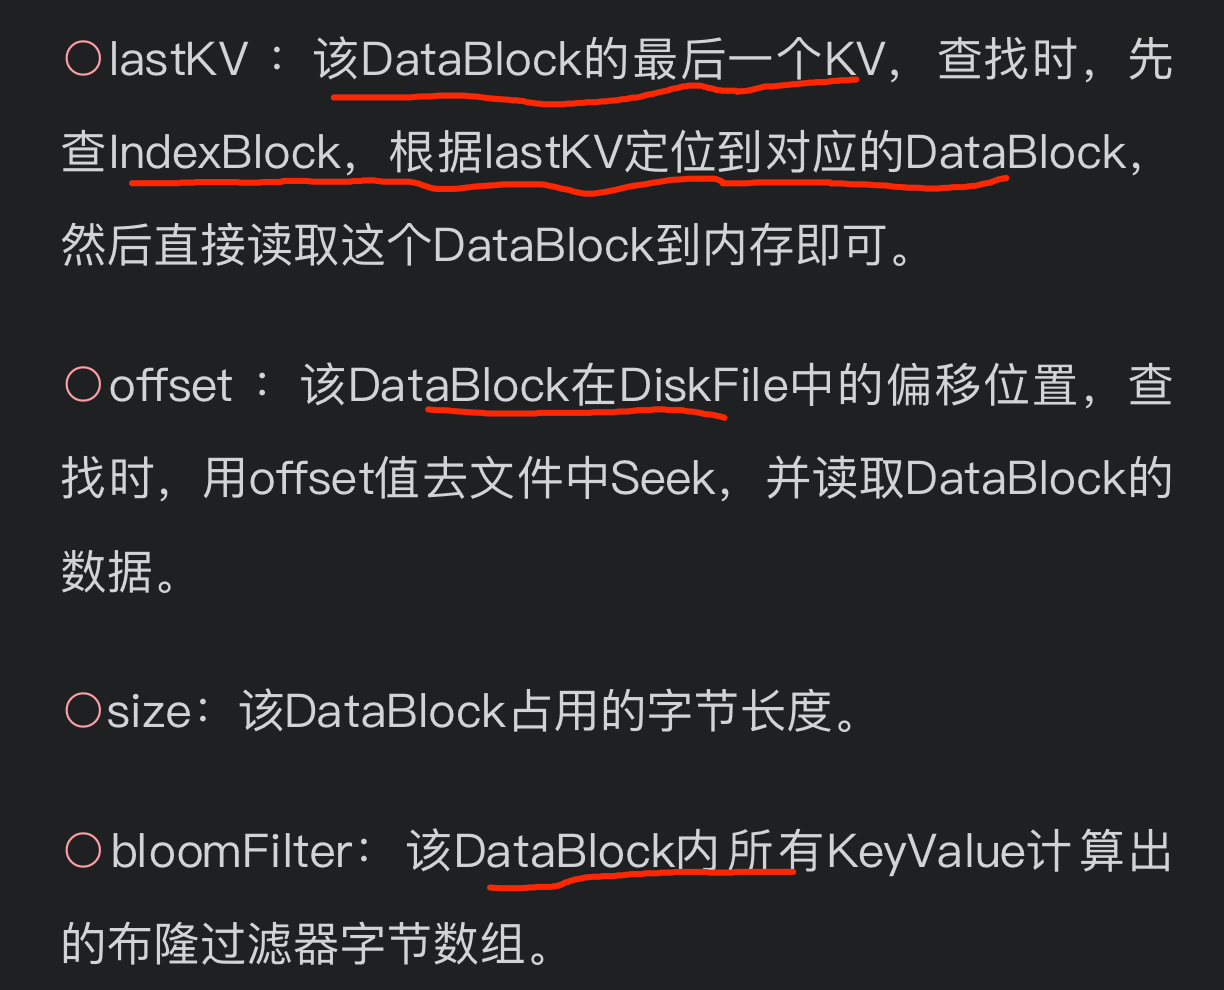 ○lastKV：该DataBlock的最后一个KV，查找时，先
查IndexBlock，根据lastKV定位到对应的DataBlock，
然后直接读取这个DataBlock到内存即可。
○offset：该DataBlock在DiskFile中的偏移位置，查
找时，用offset值去文件中Seek，并读取DataBlock的
数据。
○size：该DataBlock占用的字节长度。
○bloomFilter：该DataBlock内所有KeyValue计算出
的布隆过滤器字节数组。